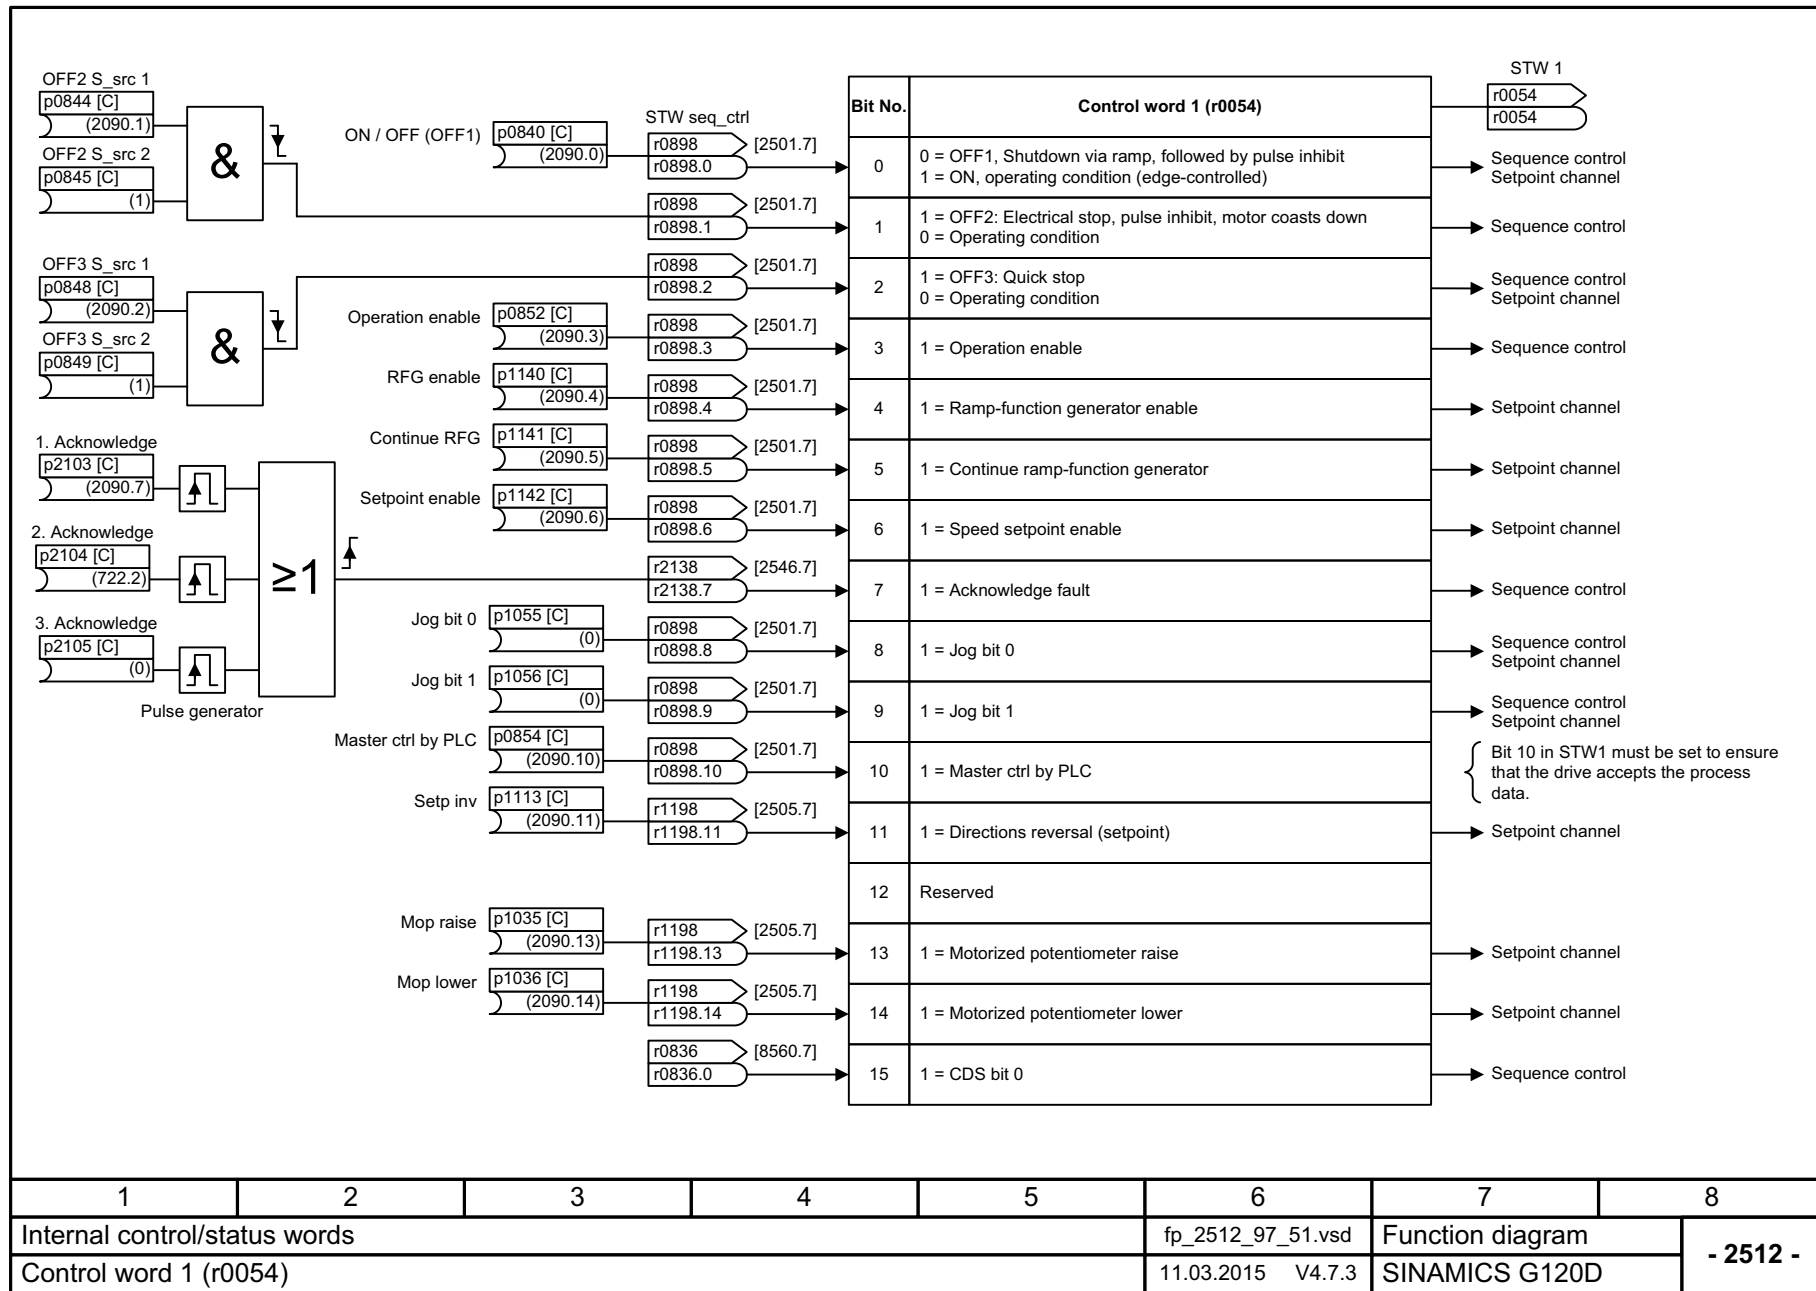 OFF2 S_src 1
p0844 [C]
(2090.1)
OFF2 S_src 2
p0845 [C]
(1)
&
OFF3 S_src 1
p0848 [C]
(2090.2)
OFF3 S_src 2
p0849 [C]
(1)
&
1. Acknowledge
p2103 [C]
(2090.7)
2. Acknowledge
p2104 [C]
(722.2)
3. Acknowledge
p2105 [C]
(0)
≥1
Pulse generator
ON / OFF (OFF1)
p0840 [C]
(2090.0)
Operation enable
p0852 [C]
(2090.3)
RFG enable
p1140 [C]
(2090.4)
Continue RFG
p1141 [C]
(2090.5)
Setpoint enable
p1142 [C]
(2090.6)
Jog bit 0
p1055 [C]
(0)
Jog bit 1
p1056 [C]
(0)
Master ctrl by PLC
p0854 [C]
(2090.10)
Setp inv
p1113 [C]
(2090.11)
Mop raise
p1035 [C]
(2090.13)
Mop lower
p1036 [C]
(2090.14)
STW seq_ctrl
r0898 [2501.7]
r0898.0
r0898 [2501.7]
r0898.1
r0898 [2501.7]
r0898.2
r0898 [2501.7]
r0898.3
r0898 [2501.7]
r0898.4
r0898 [2501.7]
r0898.5
r0898 [2501.7]
r0898.6
r2138 [2546.7]
r2138.7
r0898 [2501.7]
r0898.8
r0898 [2501.7]
r0898.9
r0898 [2501.7]
r0898.10
r1198 [2505.7]
r1198.11
r1198 [2505.7]
r1198.13
r1198 [2505.7]
r1198.14
r0836 [8560.7]
r0836.0
Bit No. Control word 1 (r0054)
0 0 = OFF1, Shutdown via ramp, followed by pulse inhibit
1 = ON, operating condition (edge-controlled)
1 1 = OFF2: Electrical stop, pulse inhibit, motor coasts down
0 = Operating condition
2 1 = OFF3: Quick stop
0 = Operating condition
3 1 = Operation enable
4 1 = Ramp-function generator enable
5 1 = Continue ramp-function generator
6 1 = Speed setpoint enable
7 1 = Acknowledge fault
8 1 = Jog bit 0
9 1 = Jog bit 1
10 1 = Master ctrl by PLC
11 1 = Directions reversal (setpoint)
12 Reserved
13 1 = Motorized potentiometer raise
14 1 = Motorized potentiometer lower
15 1 = CDS bit 0
STW 1
r0054
r0054
Sequence control
Setpoint channel
Sequence control
Sequence control
Setpoint channel
Sequence control
Setpoint channel
Setpoint channel
Setpoint channel
Sequence control
Sequence control
Setpoint channel
Sequence control
Setpoint channel
Bit 10 in STW1 must be set to ensure
that the drive accepts the process
data.
Setpoint channel
Setpoint channel
Setpoint channel
Sequence control
1 2 3 4 5 6 7 8
Internal control/status words fp_2512_97_51.vsd Function diagram
- 2512 -
Control word 1 (r0054) 11.03.2015 V4.7.3 SINAMICS G120D